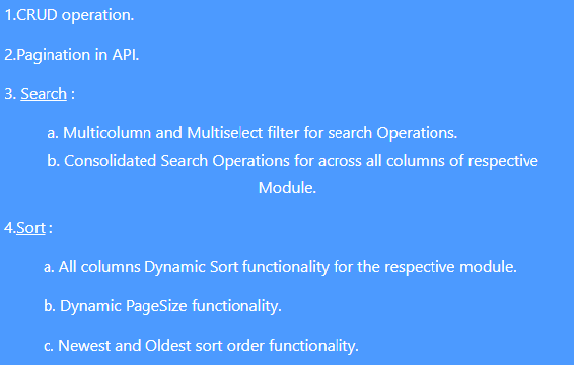 1.CRUD operation.
2.Pagination in API.
3. Search :
a. Multicolumn and Multiselect filter for search Operations.
b. Consolidated Search Operations for across all columns of respective
Module.
4.Sort :
a. All columns Dynamic Sort functionality for the respective module.
b. Dynamic PageSize functionality.
c. Newest and Oldest sort order functionality.